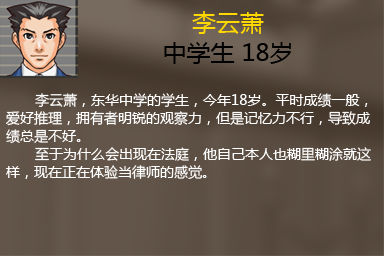 李云萧
中学生 18岁
李云萧，东华中学的学生，今年18岁。平时成绩一般，
爱好推理，拥有者明锐的观察力，但是记忆力不行，导致成
绩总是不好。
至于为什么会出现在法庭，他自己本人也糊里糊涂就这
样，现在正在体验当律师的感觉。